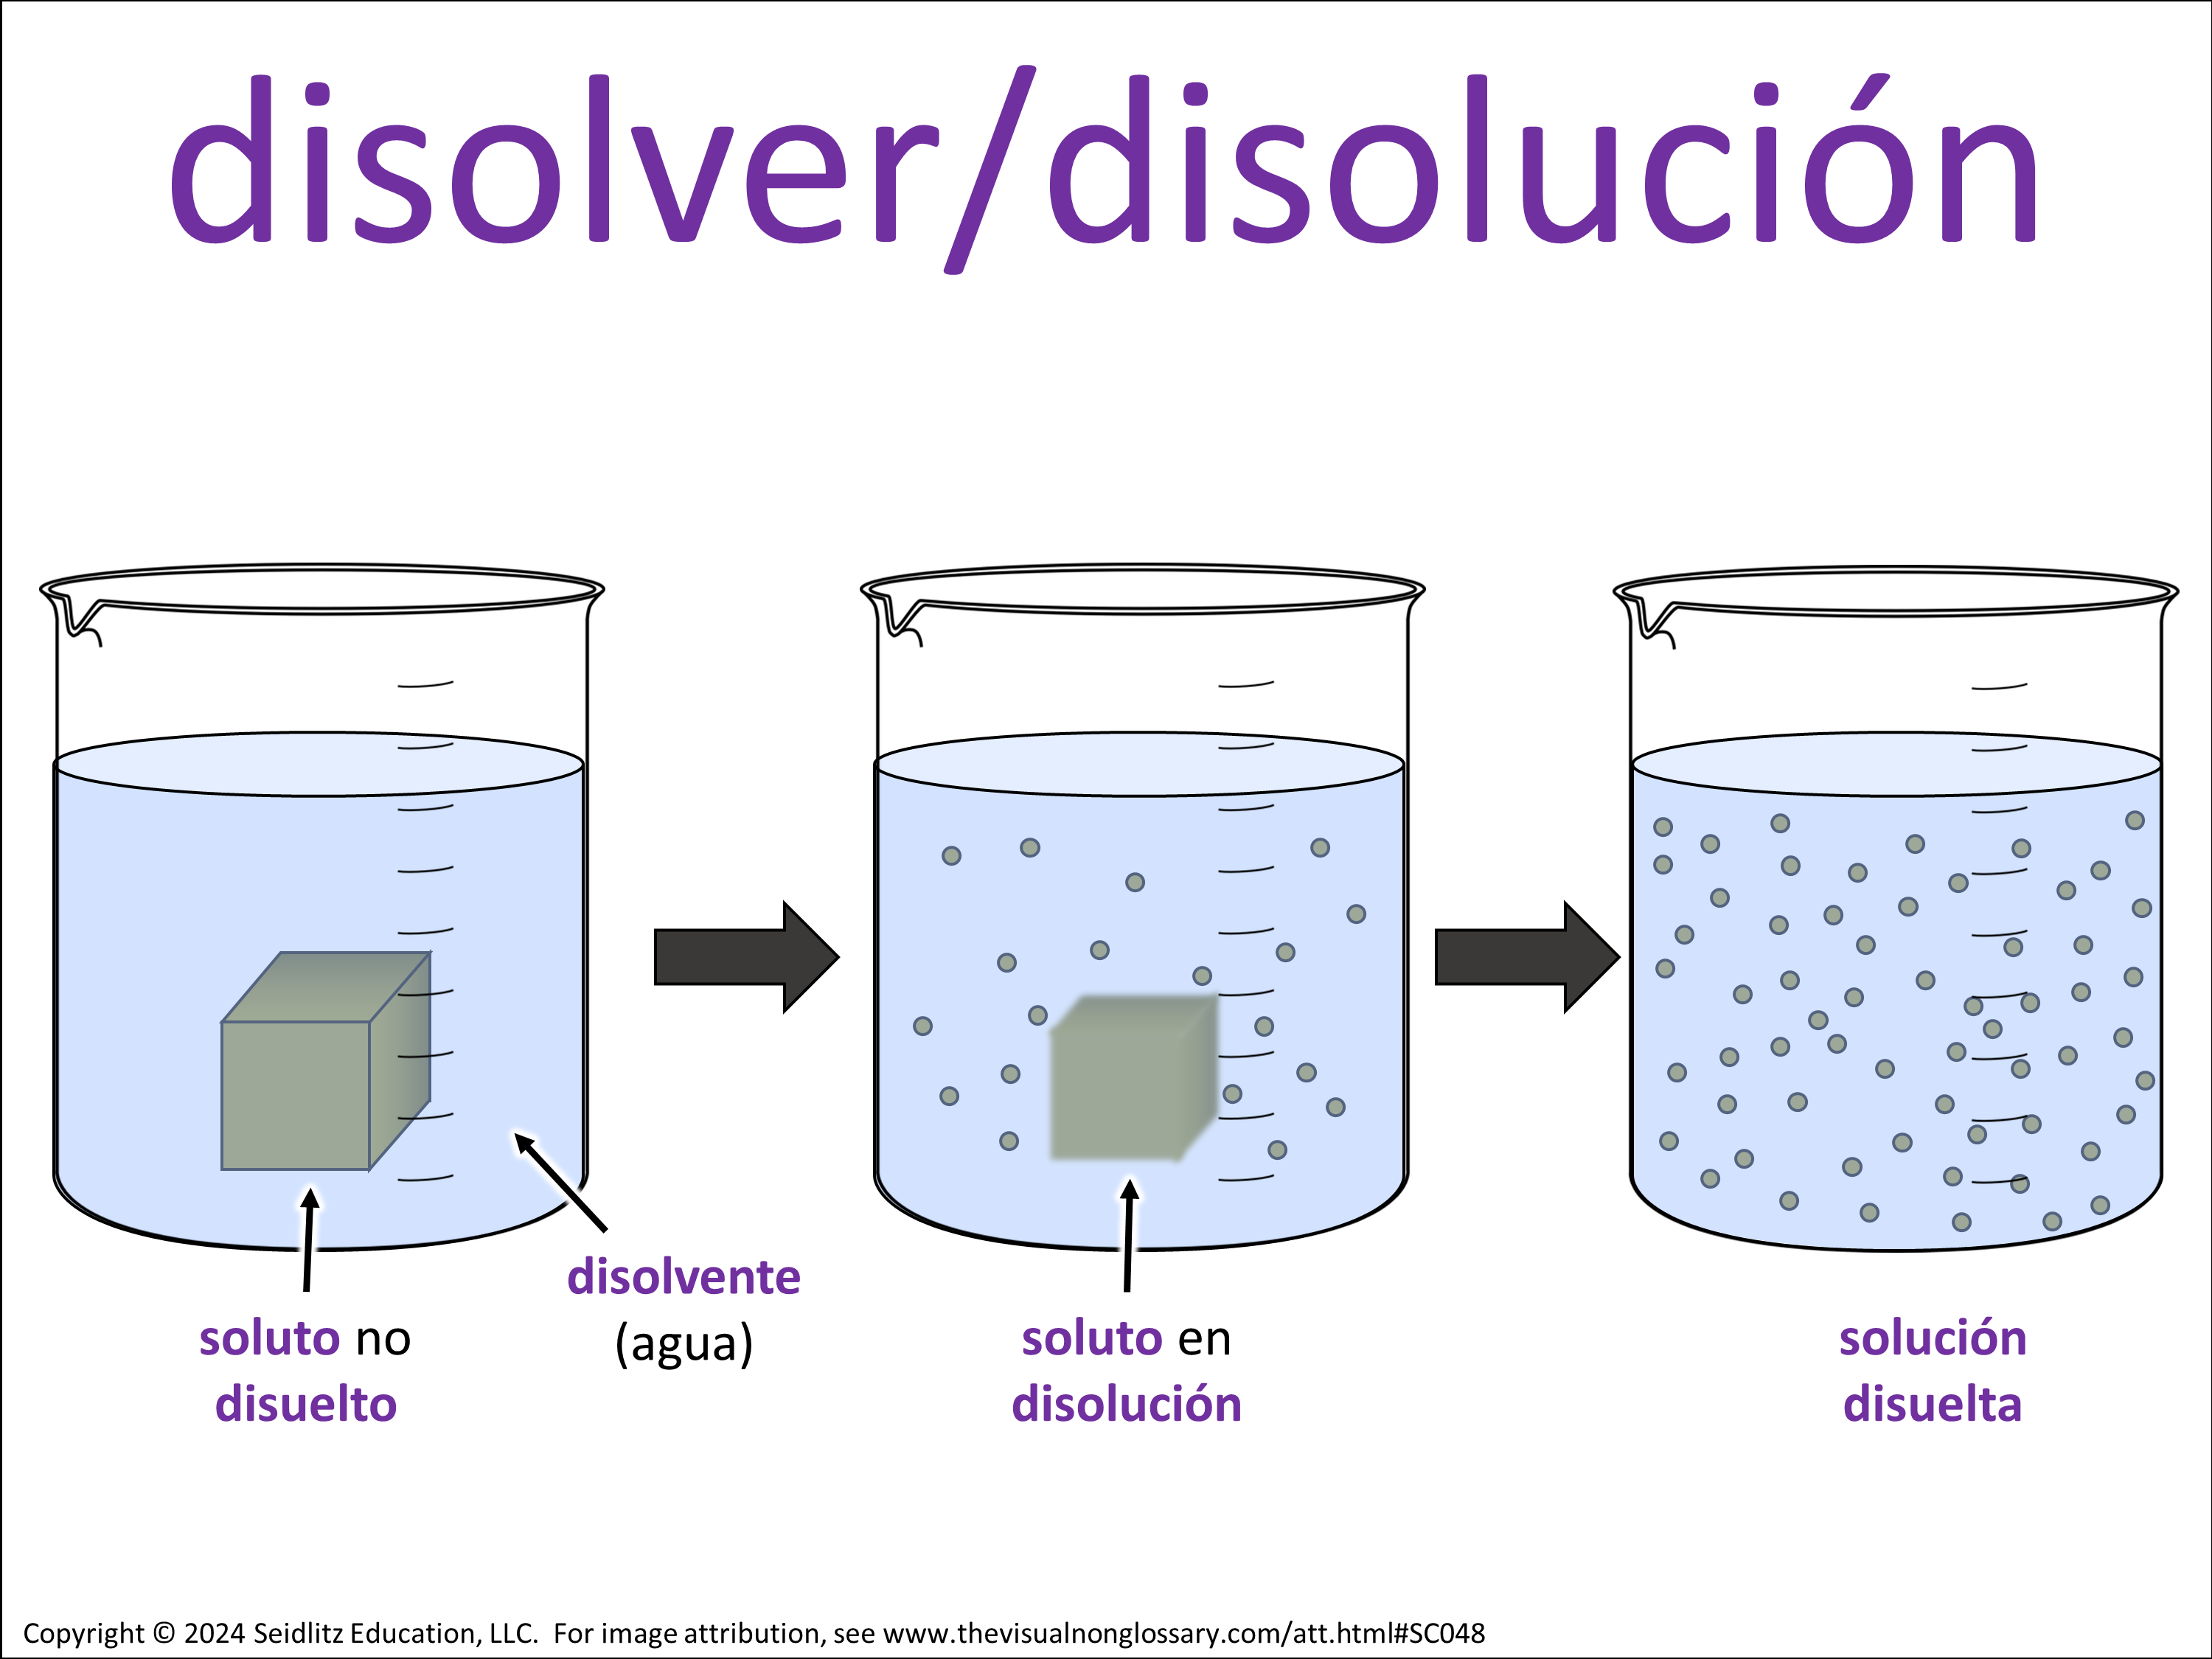 disolver/disolución
disolvente
(agua)
soluto no
disuelto
soluto en
disolución
solución
disuelta
Copyright © 2024 Seidlitz Education, LLC.  For image attribution, see www.thevisualnonglossary.com/att.html#SC048